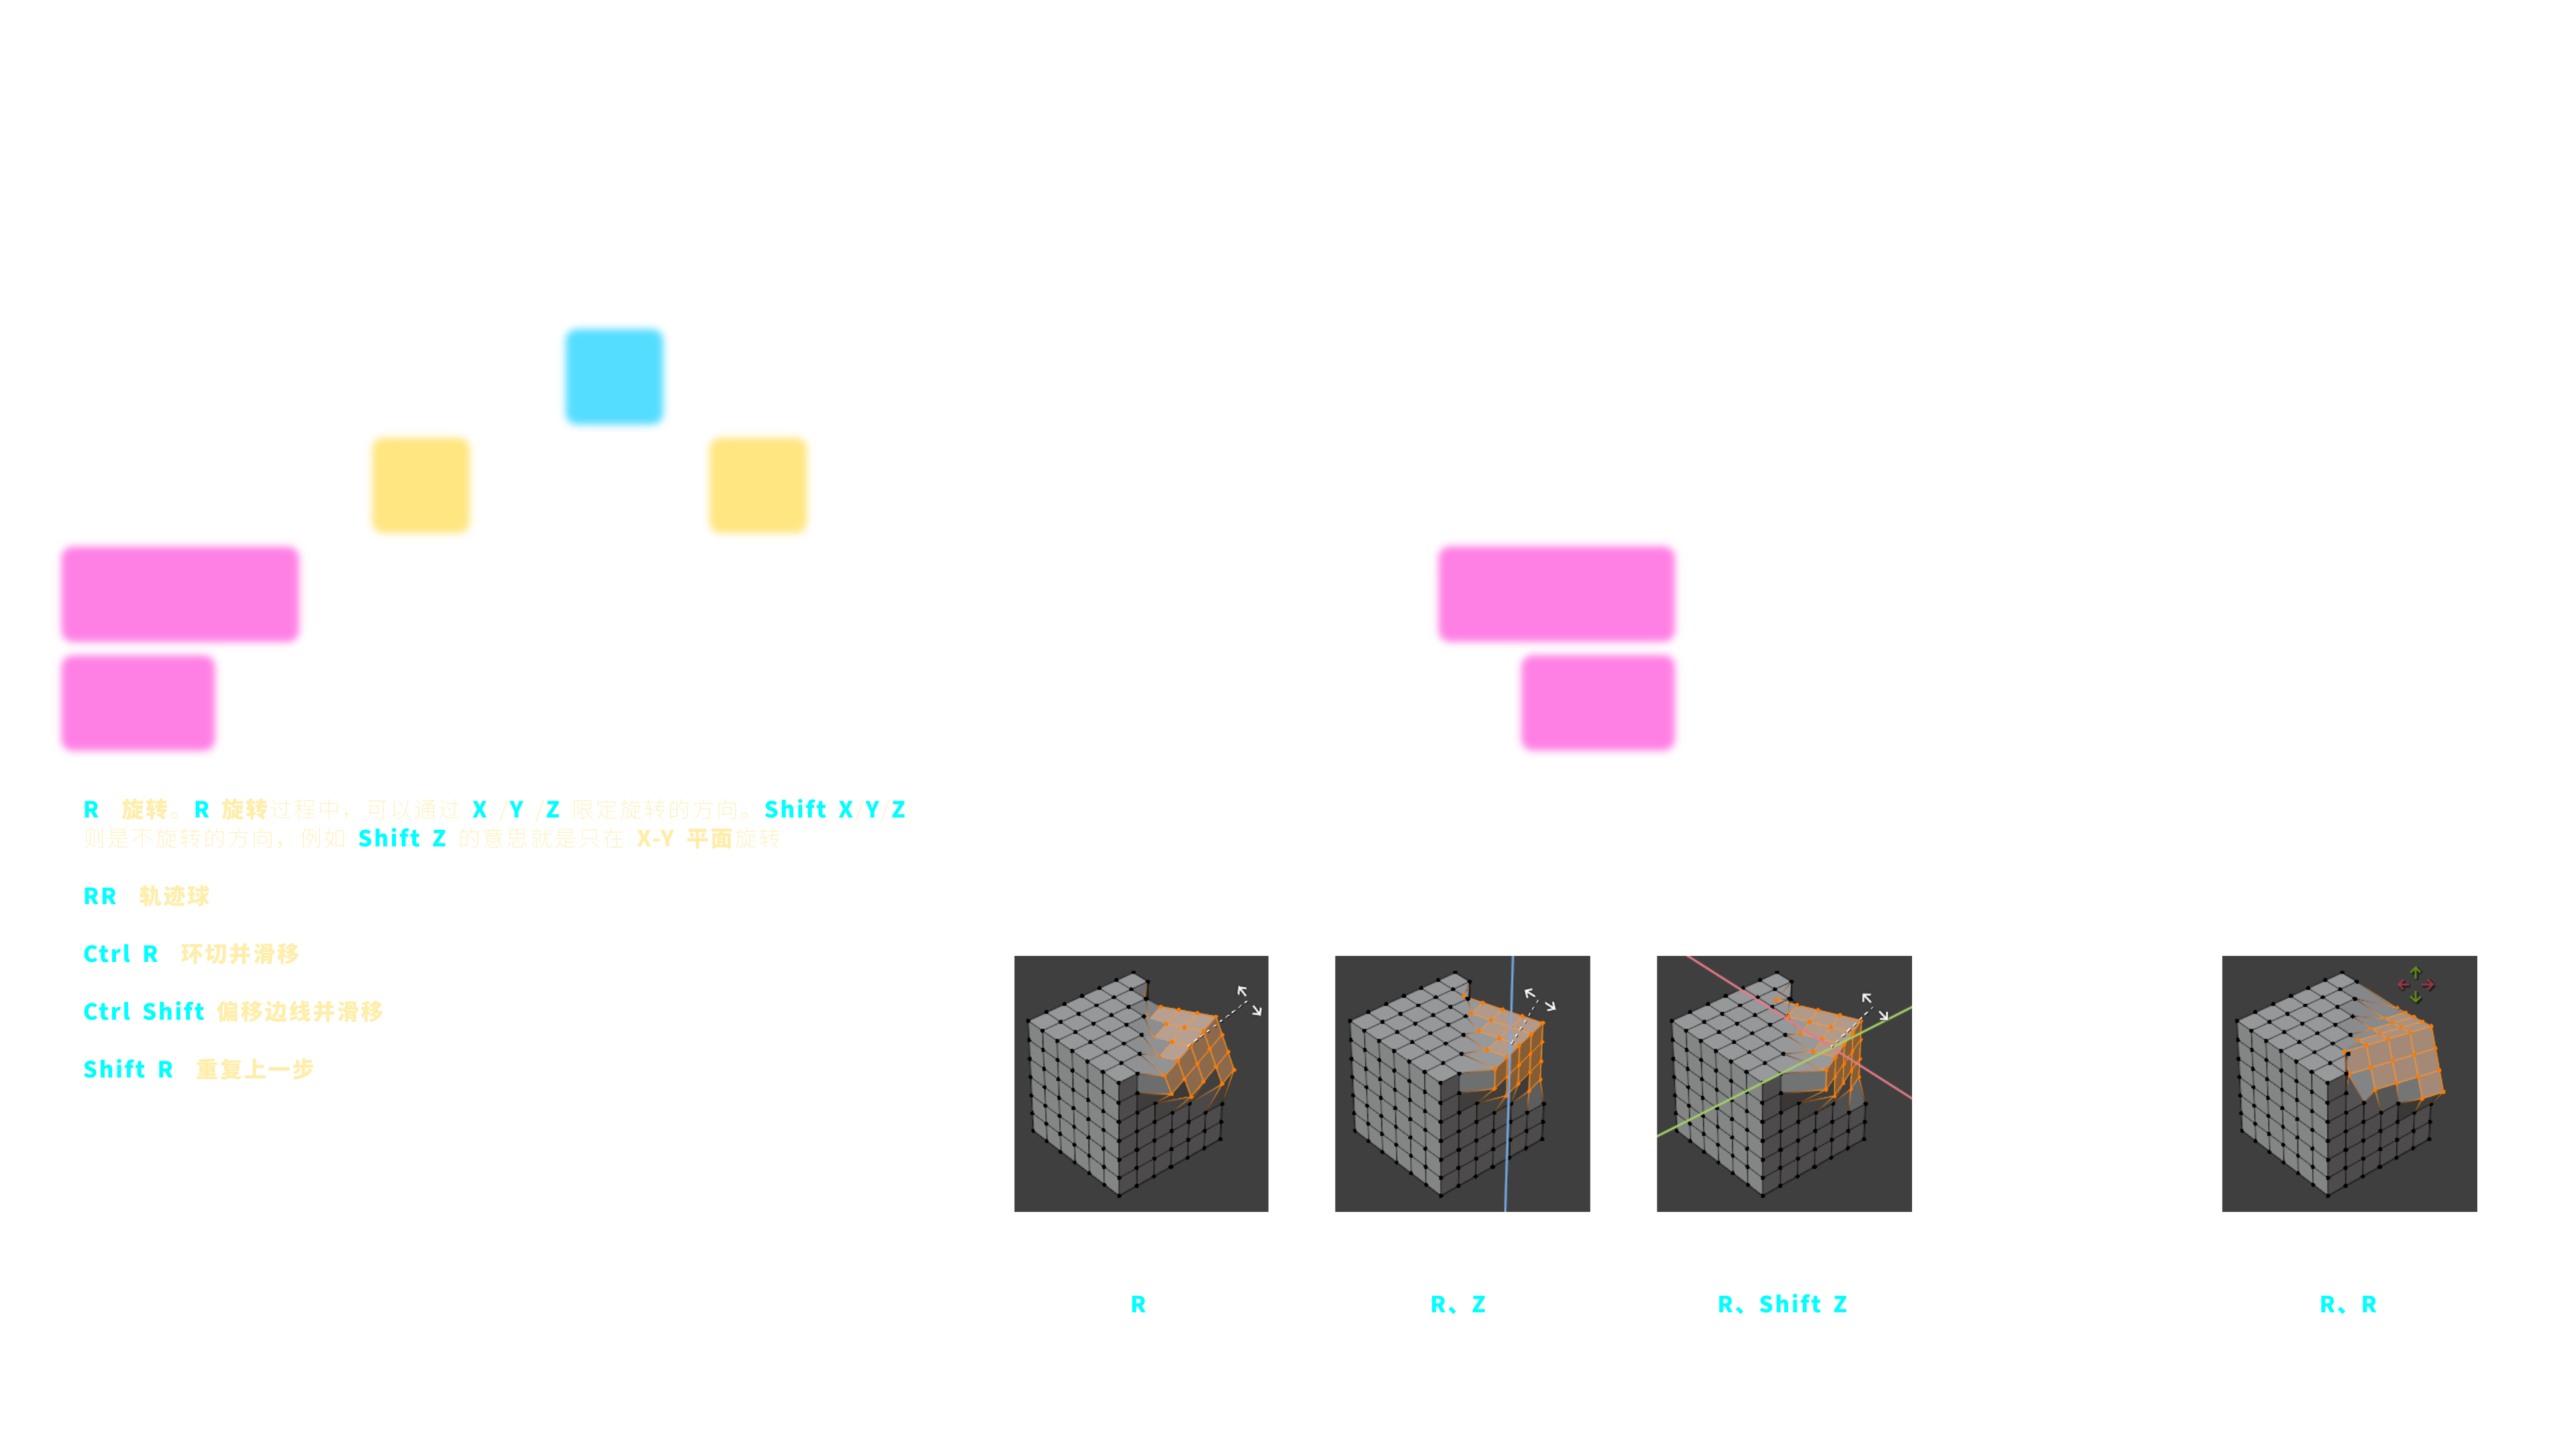 R 旋转。R 旋转过程中，可以通过 X /Y /Z 限定旋转的方向。Shift X/Y/Z
则是不旋转的方向，例如 Shift Z 的意思就是只在 X-Y 平面旋转
RR 轨迹球
Ctrl R 环切并滑移
Ctrl Shift 偏移边线并滑移
Shift R 重复上一步
R
R、Z
R、Shift Z
R、R